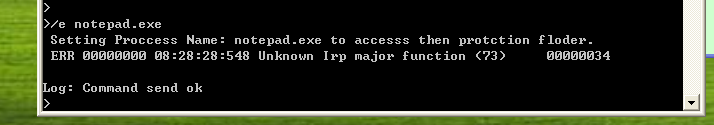 >
>/e notepad.exe
Setting Proccess Name: notepad.exe to accesss then protction floder.
ERR 00000000 08:28:28:548 Unknown Irp major function (73) 00000034
Log: Command send ok
>